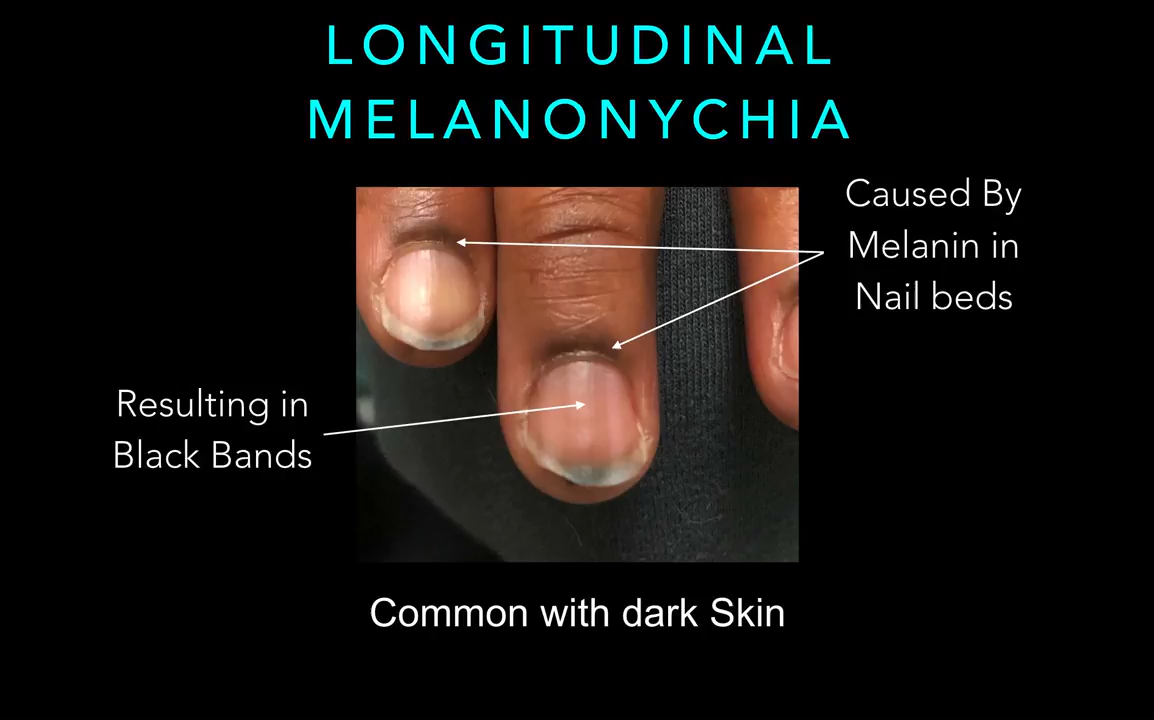 LONGITUDINAL
MELANONYCHIA
Caused By
Melanin in
Nail beds
Resulting in
Black Bands
Common with dark Skin